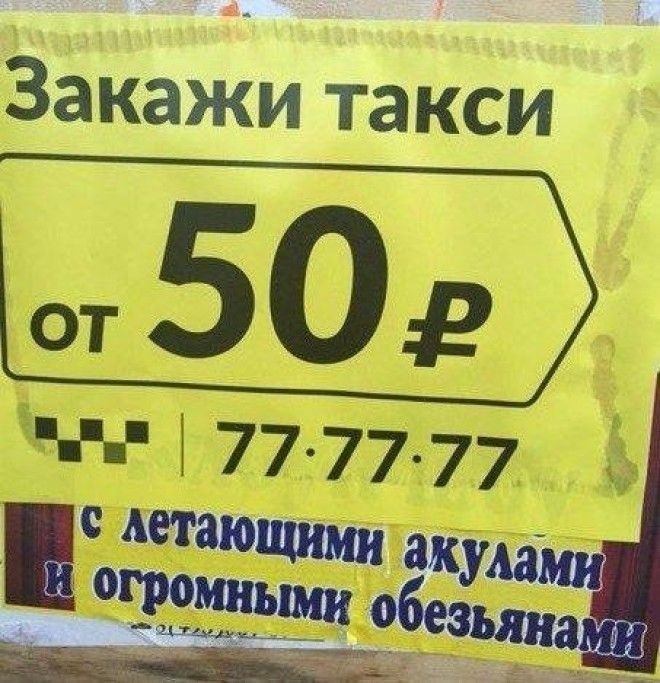 Закажи такси
от 50 ₽
77·77·77
с летающими акулами
и огромными обезьянами